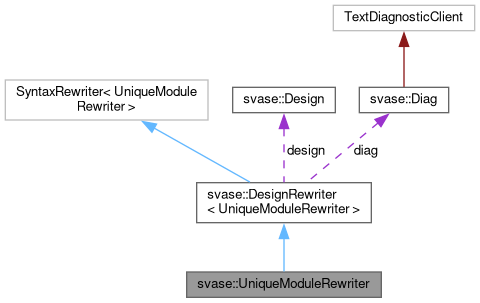 TextDiagnosticClient
SyntaxRewriter< UniqueModule
Rewriter >
svase::Design
svase::Diag
design
diag
svase::DesignRewriter
< UniqueModuleRewriter >
svase::UniqueModuleRewriter